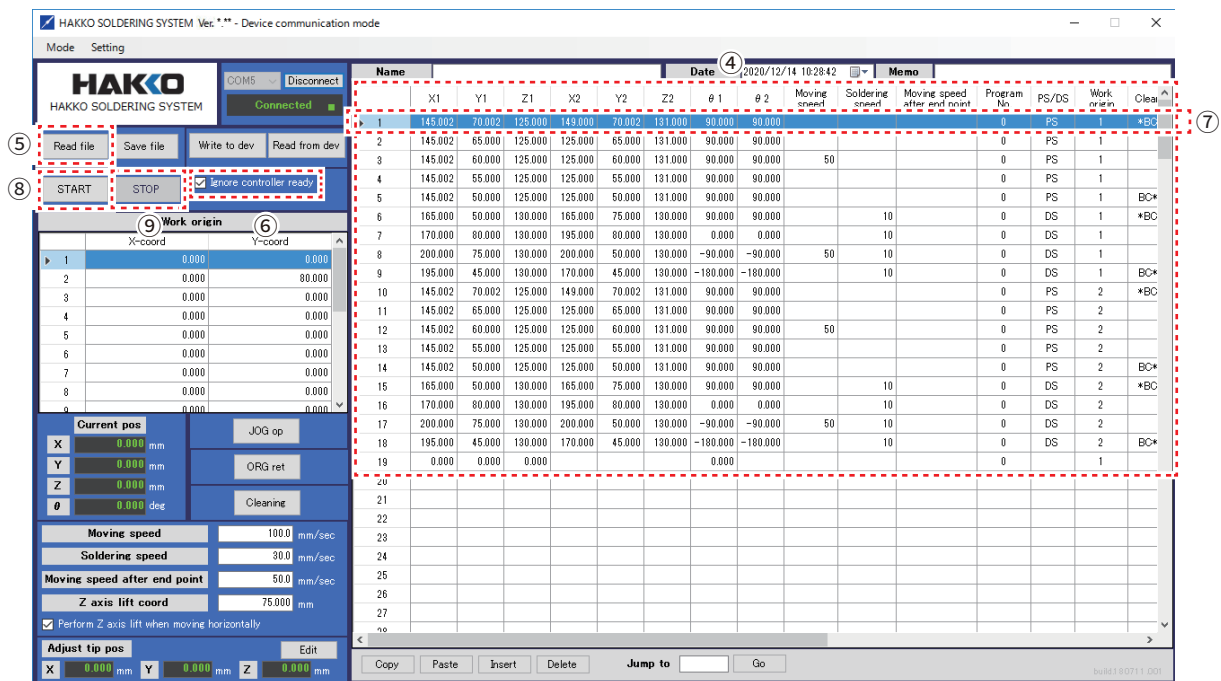 HAKKO SOLDERING SYSTEM Ver. *.** - Device communication mode
Mode Setting
HAKKO
HAKKO SOLDERING SYSTEM
COM5 Disconnect
Connected
Name Date ④ 2020/12/14 10:28:42 Memo
X1 Y1 Z1 X2 Y2 Z2 θ 1 θ 2 Moving speed Soldering speed Moving speed after end point Program No. PS/DS Work origin Clear
1 145.002 70.002 125.000 149.000 70.002 131.000 90.000 90.000 0 PS 1 *BC ⑦
2 145.002 65.000 125.000 125.000 65.000 131.000 90.000 90.000 0 PS 1
3 145.002 60.000 125.000 125.000 60.000 131.000 90.000 90.000 50 0 PS 1
4 145.002 55.000 125.000 125.000 55.000 131.000 90.000 90.000 0 PS 1
5 145.002 50.000 125.000 125.000 50.000 131.000 90.000 90.000 0 PS 1 BC*
6 165.000 50.000 130.000 165.000 75.000 130.000 90.000 90.000 10 0 DS 1 *BC
7 170.000 80.000 130.000 195.000 80.000 130.000 0.000 0.000 10 0 DS 1
8 200.000 75.000 130.000 200.000 50.000 130.000 -90.000 -90.000 50 10 0 DS 1
9 195.000 45.000 130.000 170.000 45.000 130.000 -180.000 -180.000 10 0 DS 1 BC*
10 145.002 70.002 125.000 149.000 70.002 131.000 90.000 90.000 0 PS 2 *BC
11 145.002 65.000 125.000 125.000 65.000 131.000 90.000 90.000 0 PS 2
12 145.002 60.000 125.000 125.000 60.000 131.000 90.000 90.000 50 0 PS 2
13 145.002 55.000 125.000 125.000 55.000 131.000 90.000 90.000 0 PS 2
14 145.002 50.000 125.000 125.000 50.000 131.000 90.000 90.000 0 PS 2 BC*
15 165.000 50.000 130.000 165.000 75.000 130.000 90.000 90.000 10 0 DS 2 *BC
16 170.000 80.000 130.000 195.000 80.000 130.000 0.000 0.000 10 0 DS 2
17 200.000 75.000 130.000 200.000 50.000 130.000 -90.000 -90.000 50 10 0 DS 2
18 195.000 45.000 130.000 170.000 45.000 130.000 -180.000 -180.000 10 0 DS 2 BC*
19 0.000 0.000 0.000 0.000 0 1
20
21
22
23
24
25
26
27
28
⑤ Read file Save file Write to dev Read from dev
⑧ START STOP Ignore controller ready
⑨ Work origin ⑥
X-coord Y-coord
1 0.000 0.000
2 0.000 80.000
3 0.000 0.000
4 0.000 0.000
5 0.000 0.000
6 0.000 0.000
7 0.000 0.000
8 0.000 0.000
9 0.000 0.000
Current pos
X 0.000 mm JOG op
Y 0.000 mm ORG ret
Z 0.000 mm
θ 0.000 deg Cleaning
Moving speed 100.0 mm/sec
Soldering speed 30.0 mm/sec
Moving speed after end point 50.0 mm/sec
Z axis lift coord 75.000 mm
Perform Z axis lift when moving horizontally
Adjust tip pos Edit
X 0.000 mm Y 0.000 mm Z 0.000 mm
Copy Paste Insert Delete Jump to Go
build:190711.001